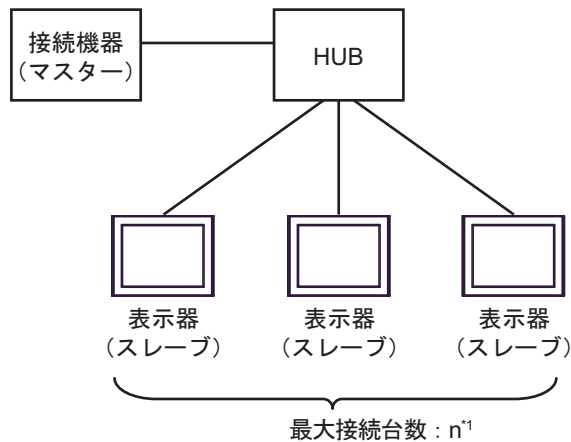 接続機器
(マスター)
HUB
表示器
(スレーブ)
表示器
(スレーブ)
表示器
(スレーブ)
最大接続台数：n*1